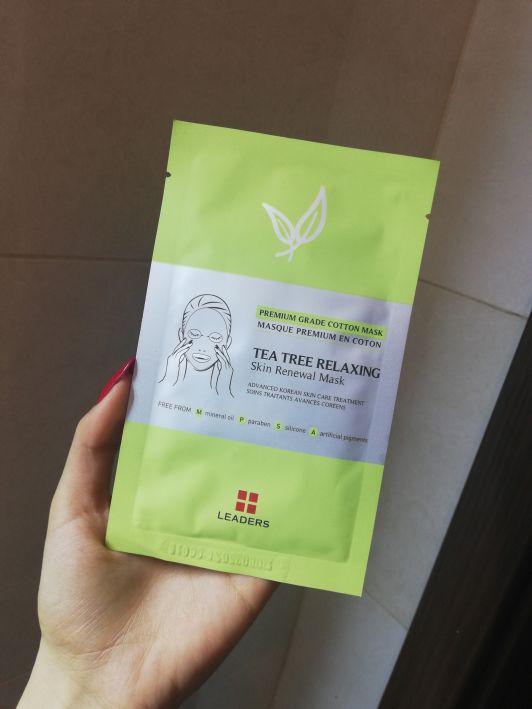 PREMIUM GRADE COTTON MASK
MASQUE PREMIUM EN COTON
TEA TREE RELAXING
Skin Renewal Mask
ADVANCED KOREAN SKIN CARE TREATMENT
SOINS TRAITANTS AVANCÉS CORÉENS
FREE FROM M mineral oil P paraben S silicone A artificial pigments
LEADERS